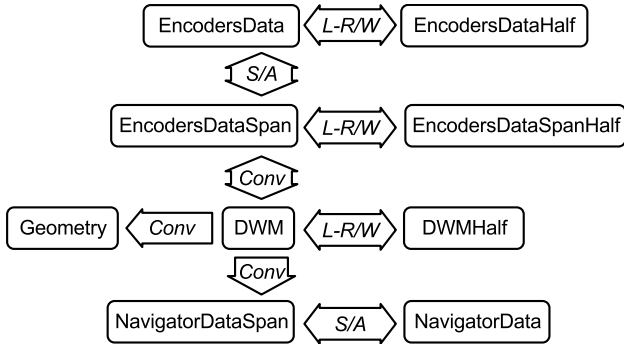 EncodersData L-R/W EncodersDataHalf
S/A
EncodersDataSpan L-R/W EncodersDataSpanHalf
Conv
Geometry Conv DWM L-R/W DWMHalf
Conv
NavigatorDataSpan S/A NavigatorData